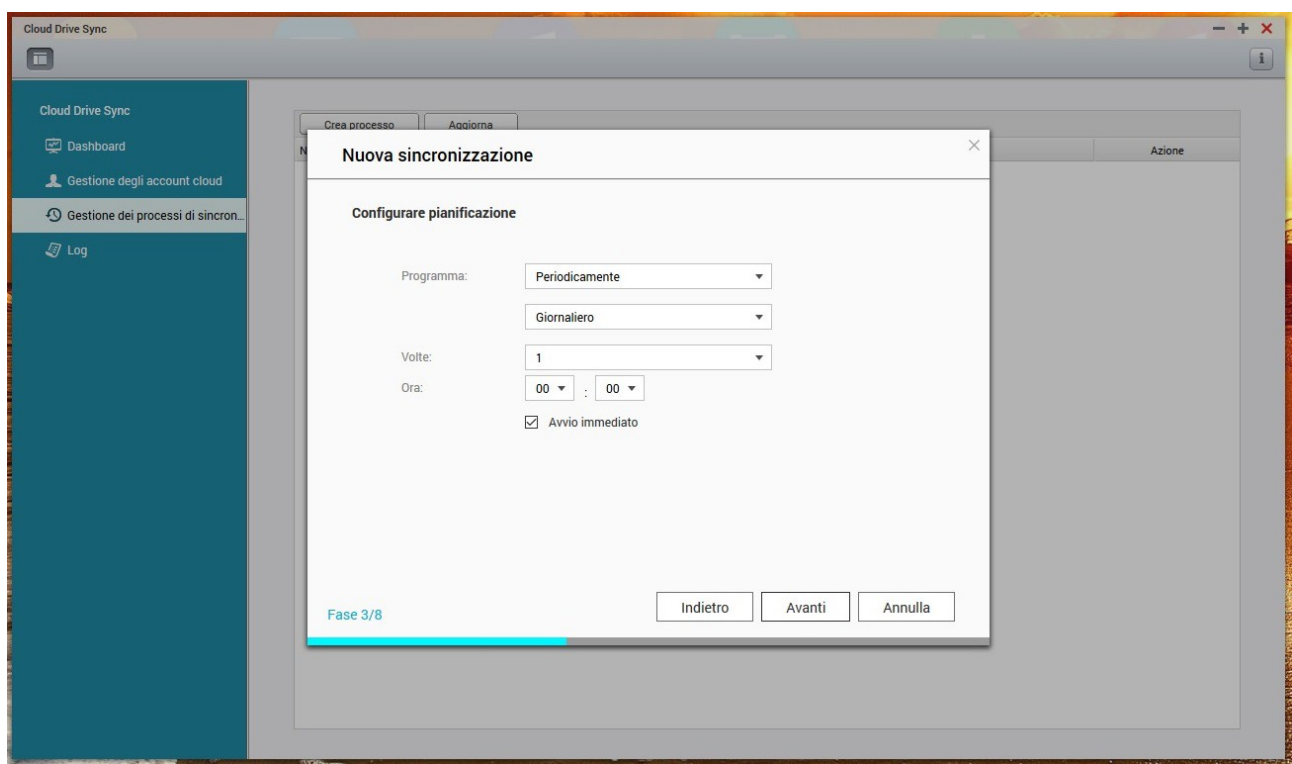 Cloud Drive Sync
i
Cloud Drive Sync
Dashboard
Gestione degli account cloud
Gestione dei processi di sincron...
Log
Crea processo Aggiorna
N Azione
Nuova sincronizzazione
Configurare pianificazione
Programma: Periodicamente
Giornaliero
Volte: 1
Ora: 00 : 00
Avvio immediato
Fase 3/8 Indietro Avanti Annulla